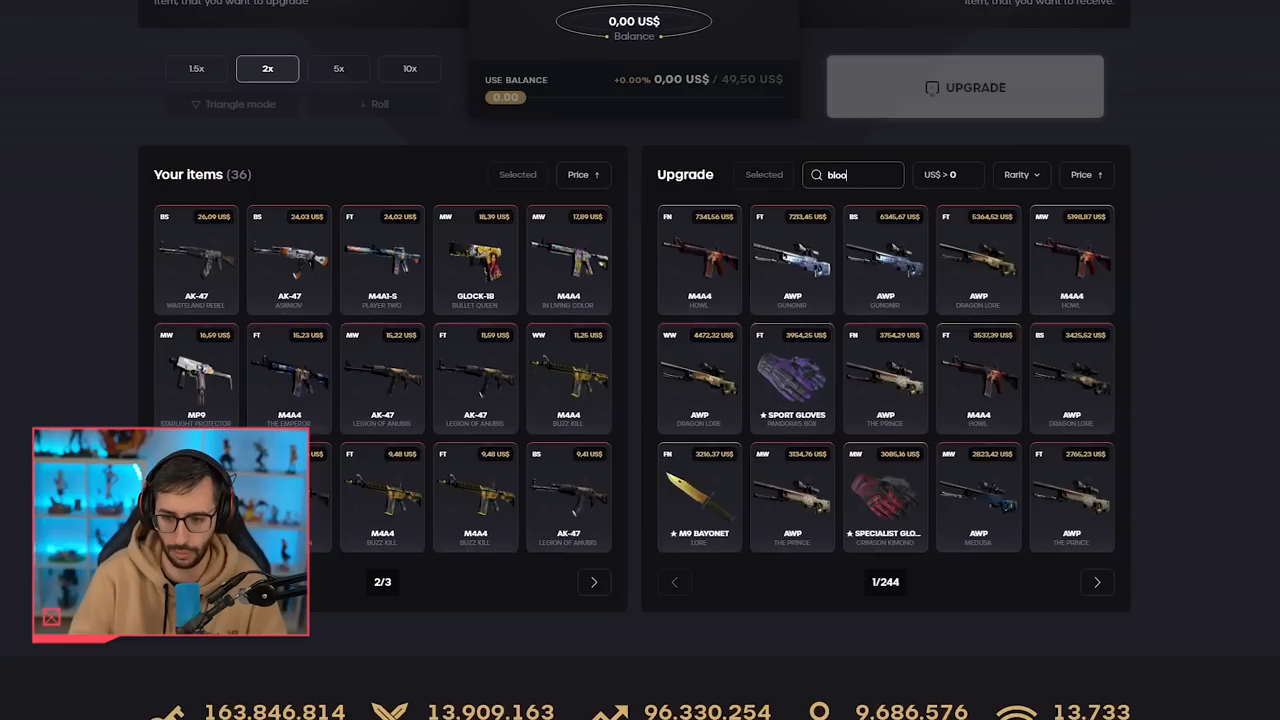 item, that you want to upgrade
item, that you want to receive.
0,00 US$
Balance
1.5x 2x 5x 10x
Triangle mode Roll
USE BALANCE +0.00% 0,00 US$ / 49,50 US$
0.00
UPGRADE
Your items (36) Selected Price ↑
Upgrade Selected bloo US$ > 0 Rarity Price ↑
BS 26,09 US$ BS 24,03 US$ FT 24,02 US$ MW 18,39 US$ MW 17,89 US$
AK-47 AK-47 M4A1-S GLOCK-18 M4A4
WASTELAND REBEL ASIIMOV PLAYER TWO BULLET QUEEN IN LIVING COLOR
MW 16,59 US$ FT 15,23 US$ MW 15,22 US$ FT 11,59 US$ WW 11,25 US$
MP9 M4A4 AK-47 AK-47 M4A4
STARLIGHT PROTECTOR THE EMPEROR LEGION OF ANUBIS LEGION OF ANUBIS BUZZ KILL
US$ FT 9,48 US$ FT 9,48 US$ BS 9,41 US$
M4A4 M4A4 AK-47
BUZZ KILL BUZZ KILL LEGION OF ANUBIS
2/3
FN 7341,56 US$ FT 7213,45 US$ BS 6345,67 US$ FT 5364,52 US$ MW 5198,87 US$
M4A4 AWP AWP AWP M4A4
HOWL GUNGNIR GUNGNIR DRAGON LORE HOWL
WW 4472,32 US$ FT 3954,25 US$ FN 3754,29 US$ FT 3537,39 US$ BS 3425,52 US$
AWP ★ SPORT GLOVES AWP M4A4 AWP
DRAGON LORE PANDORA'S BOX THE PRINCE HOWL DRAGON LORE
FN 3216,37 US$ MW 3134,76 US$ MW 3085,16 US$ MW 2823,42 US$ FT 2765,23 US$
★ M9 BAYONET AWP ★ SPECIALIST GLO... AWP AWP
LORE THE PRINCE CRIMSON KIMONO MEDUSA THE PRINCE
1/244
163.846.814 13.909.163 96.330.254 9.686.576 13.733